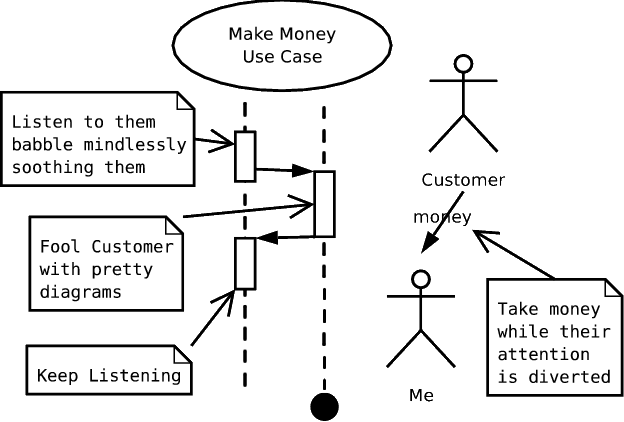 Make Money
Use Case
Listen to them
babble mindlessly
soothing them
Customer
money
Fool Customer
with pretty
diagrams
Take money
while their
attention
is diverted
Keep Listening
Me